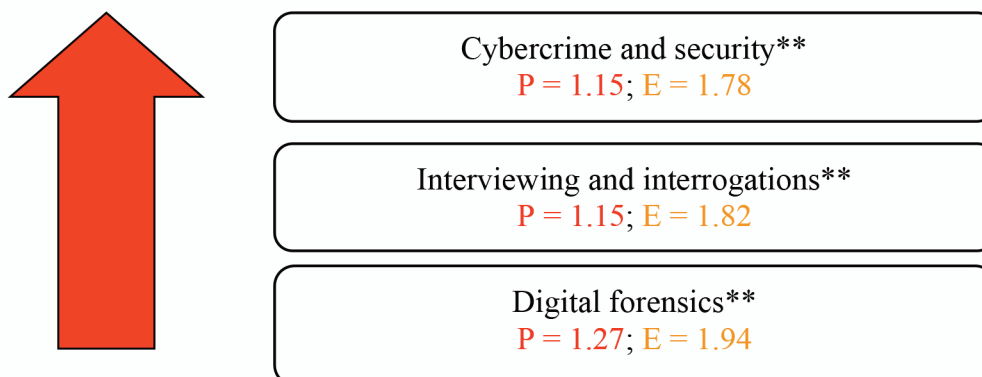 Cybercrime and security**
P = 1.15; E = 1.78
Interviewing and interrogations**
P = 1.15; E = 1.82
Digital forensics**
P = 1.27; E = 1.94